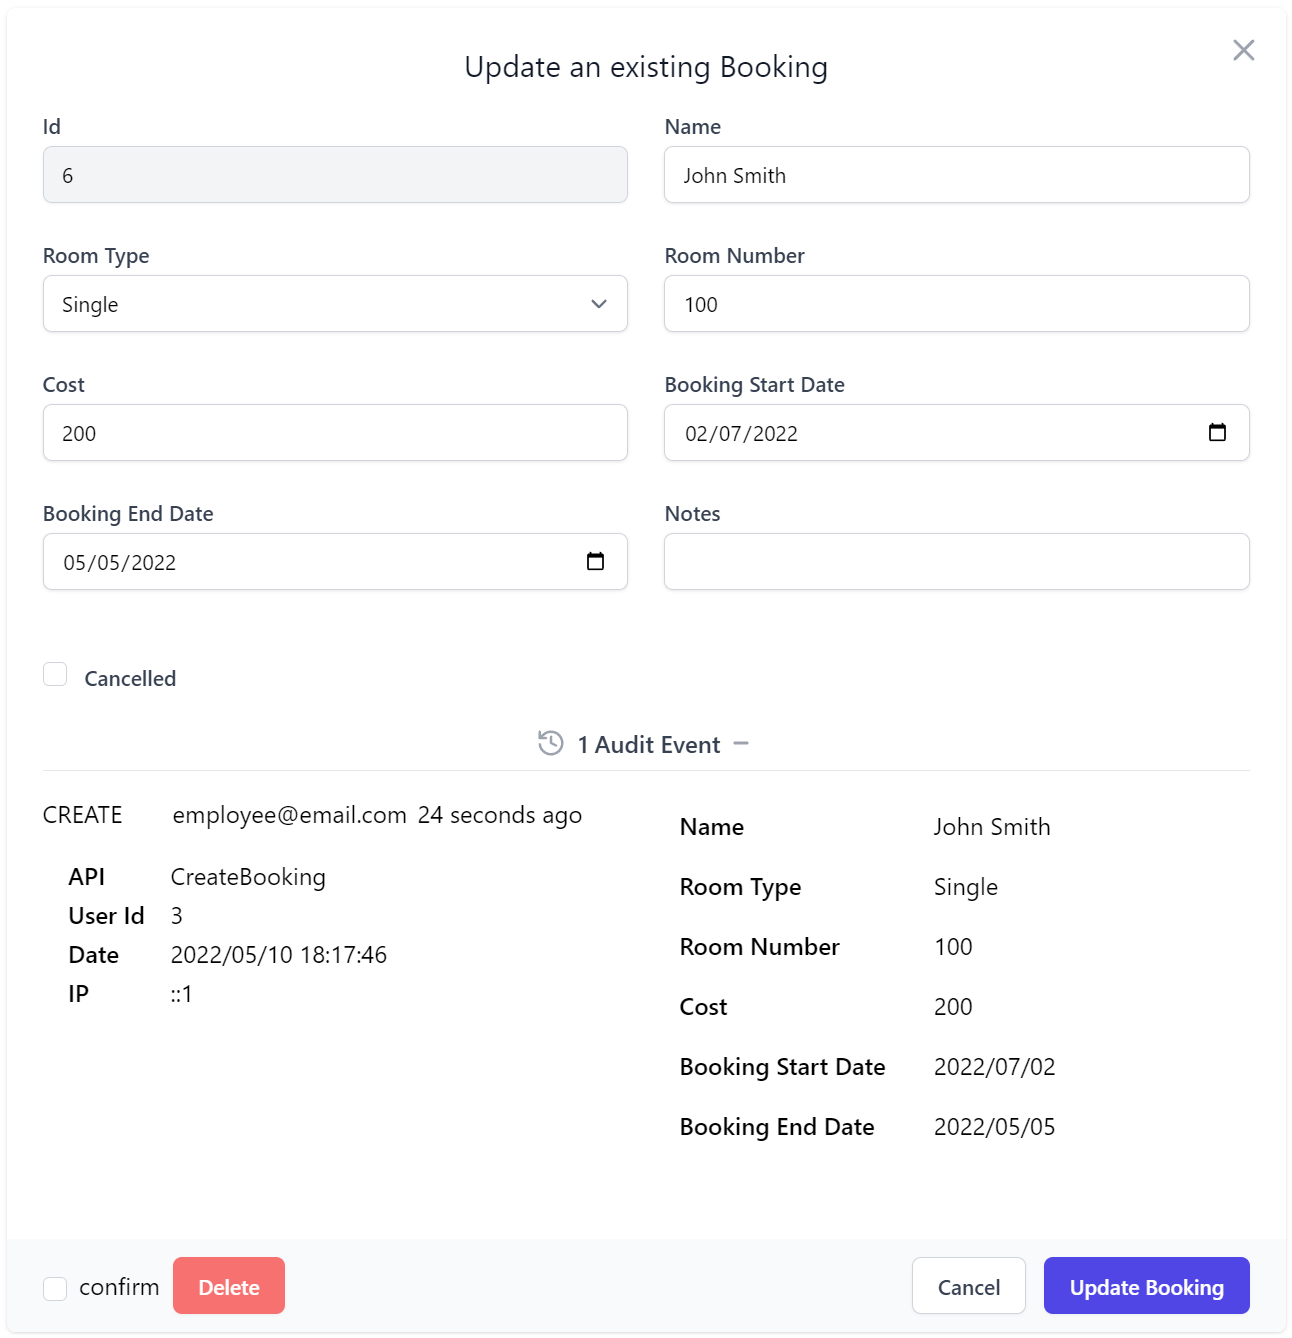 Update an existing Booking
Id
Name
6
John Smith
Room Type
Room Number
Single
100
Cost
Booking Start Date
200
02/07/2022
Booking End Date
Notes
05/05/2022
Cancelled
1 Audit Event
CREATE employee@email.com 24 seconds ago
API CreateBooking
User Id 3
Date 2022/05/10 18:17:46
IP ::1
Name John Smith
Room Type Single
Room Number 100
Cost 200
Booking Start Date 2022/07/02
Booking End Date 2022/05/05
confirm Delete Cancel Update Booking